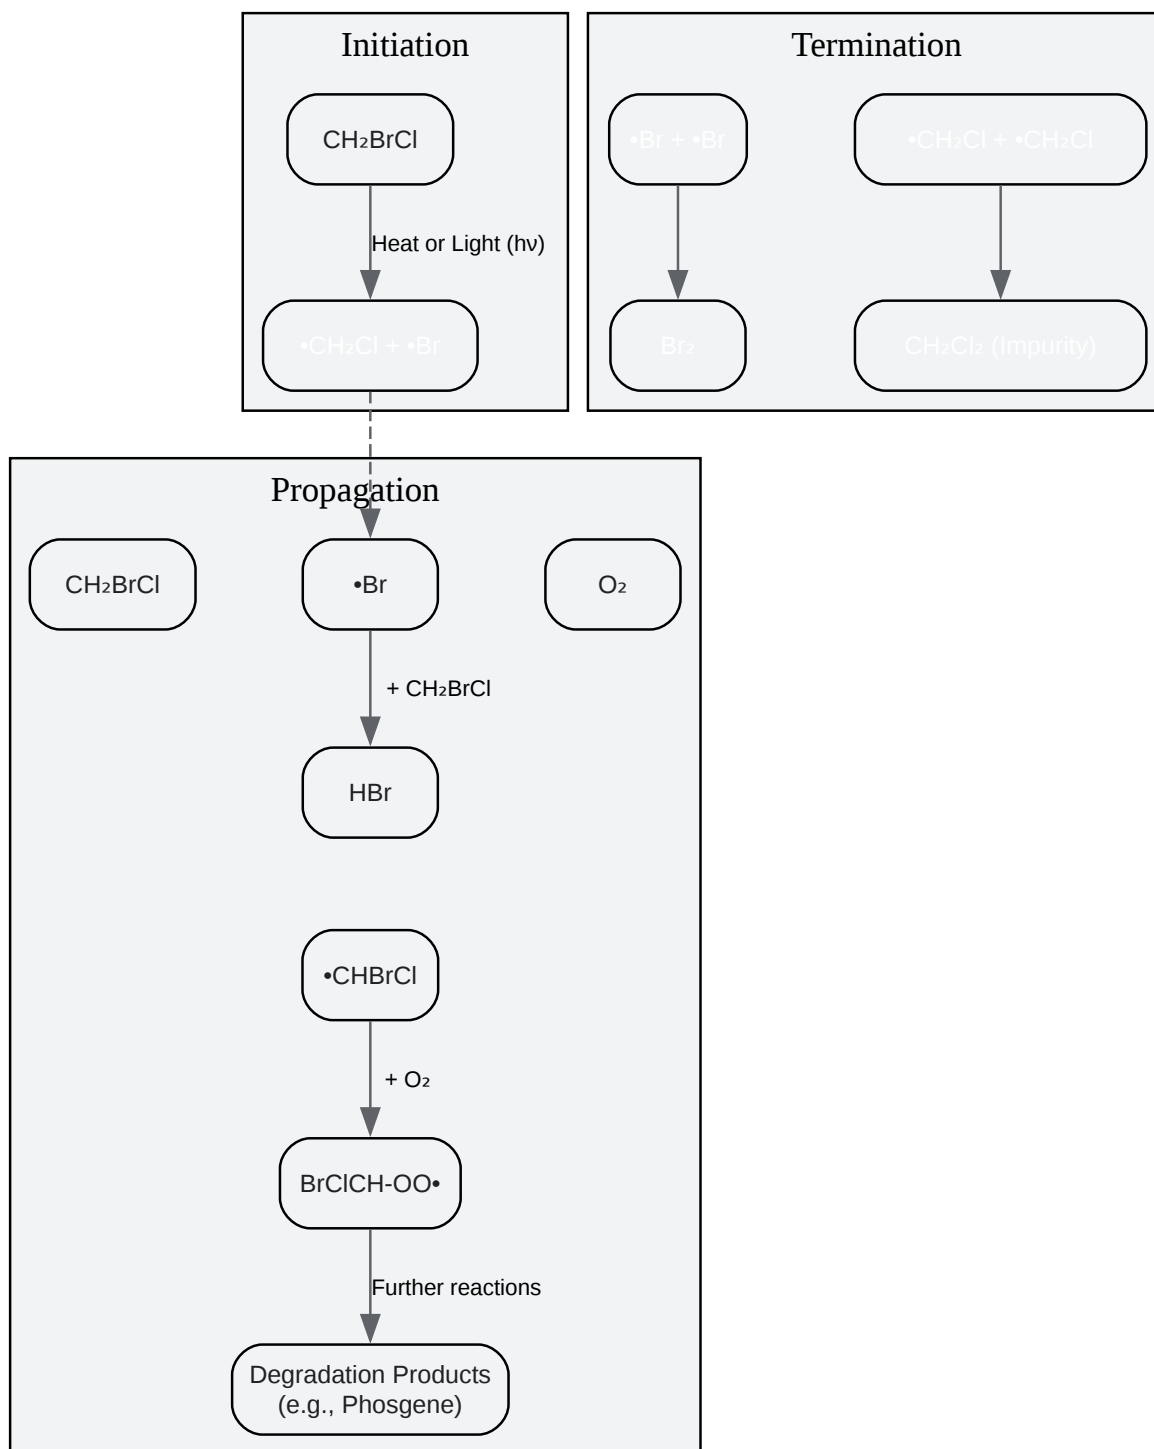 Initiation
CH₂BrCl
Heat or Light (hν)
•CH₂Cl + •Br
Termination
•Br + •Br
•CH₂Cl + •CH₂Cl
Br₂
CH₂Cl₂ (Impurity)
Propagation
CH₂BrCl
•Br
O₂
+ CH₂BrCl
HBr
•CHBrCl
+ O₂
BrClCH-OO•
Further reactions
Degradation Products
(e.g., Phosgene)